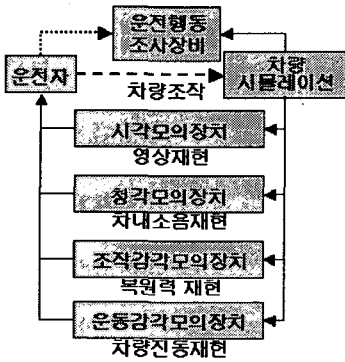 운전행동
조사장비
운전자
차량
시뮬레이션
차량조작
시각모의장치
영상재현
청각모의장치
차내소음재현
조작감각모의장치
복원력 재현
운동감각모의장치
차량진동재현